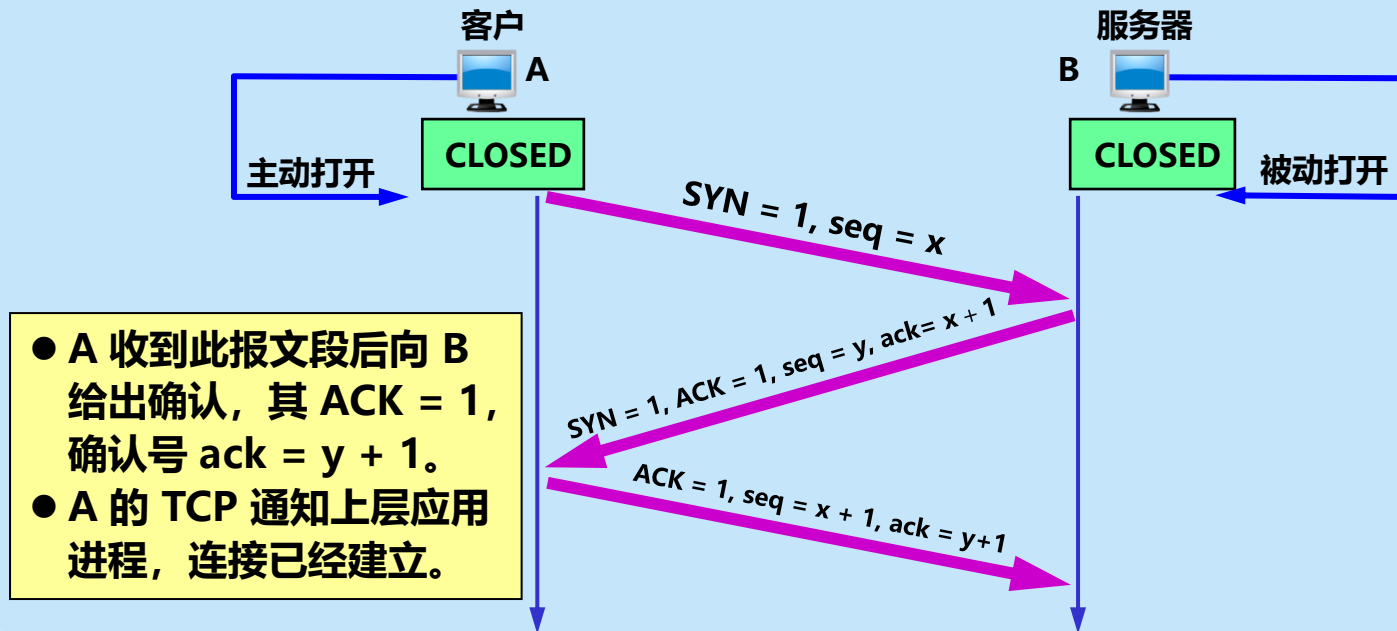 客户
服务器
A
B
CLOSED
CLOSED
主动打开
被动打开
SYN = 1, seq = x
SYN = 1, ACK = 1, seq = y, ack= x + 1
ACK = 1, seq = x + 1, ack = y+1
● A 收到此报文段后向 B
给出确认，其 ACK = 1，
确认号 ack = y + 1。
● A 的 TCP 通知上层应用
进程，连接已经建立。